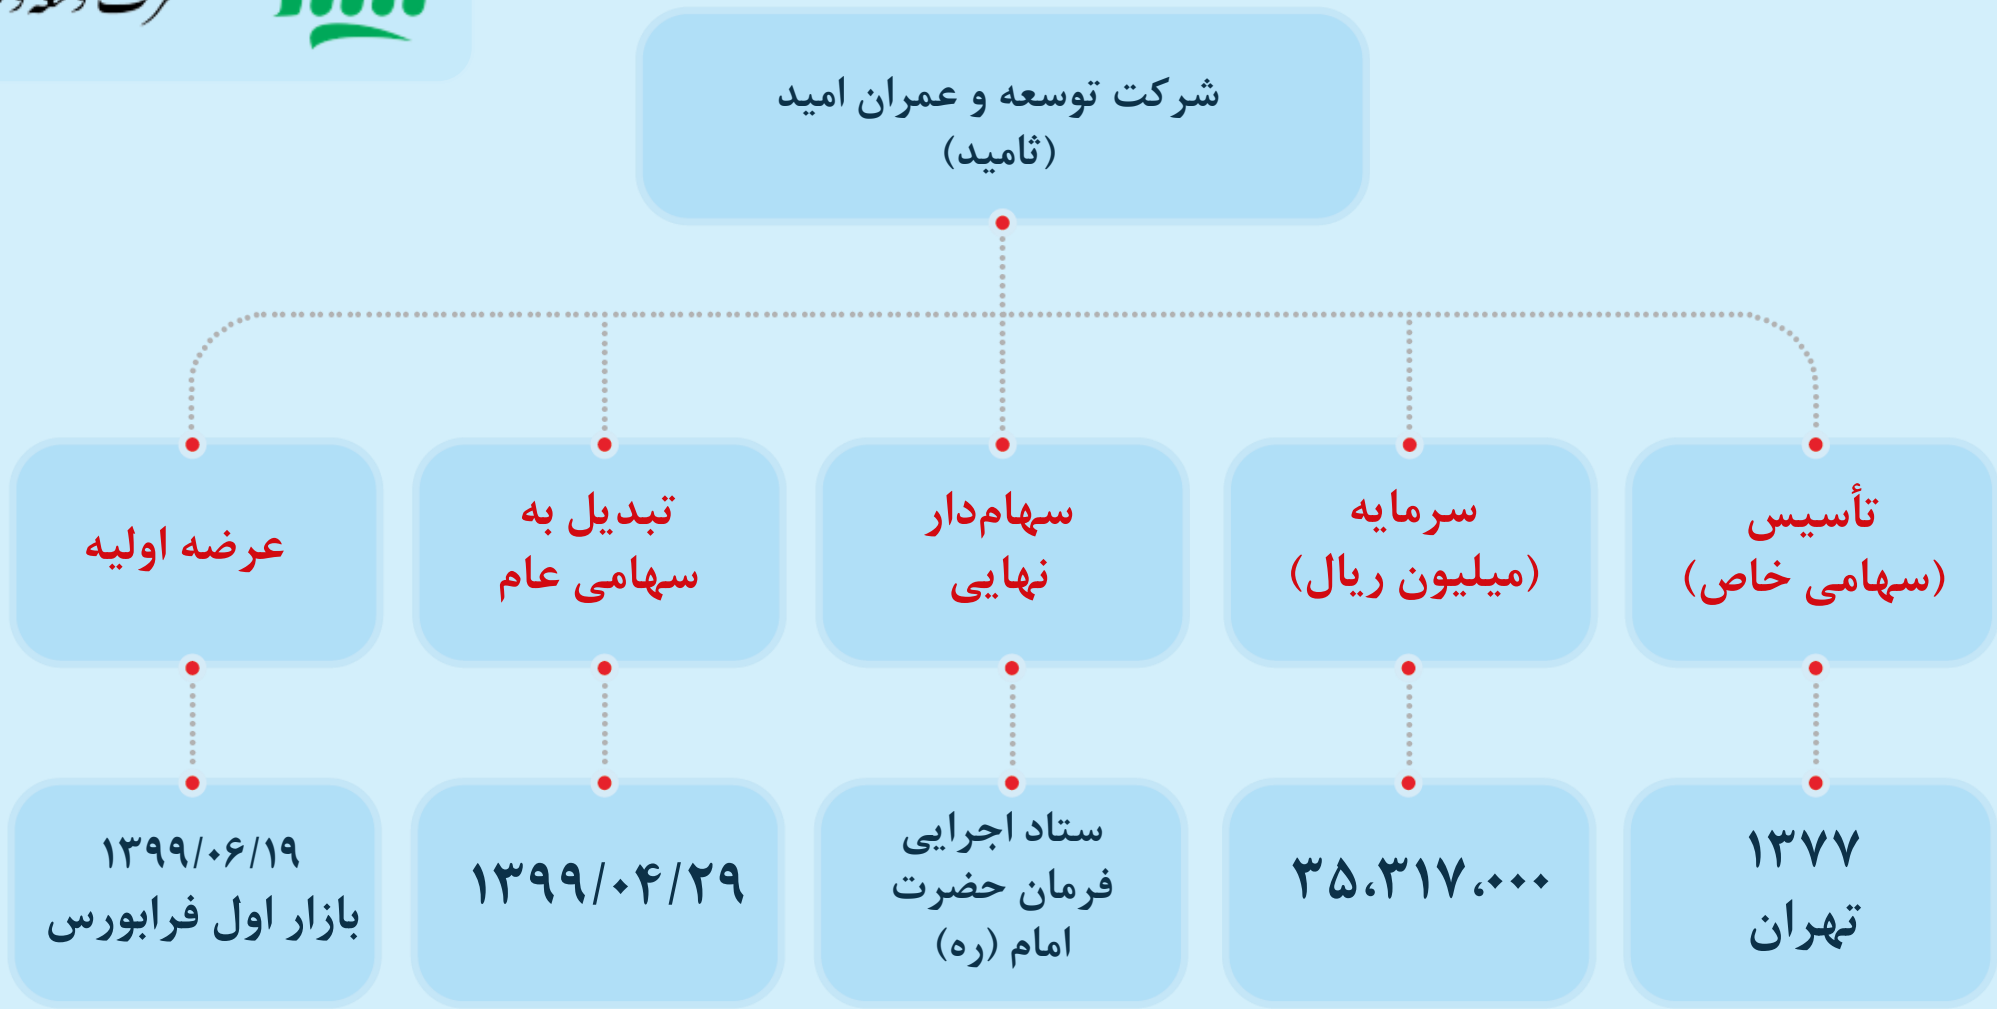 شرکت توسعه و عمران امید
(ثامید)
تأسیس
(سهامی خاص)
سرمایه
(میلیون ریال)
سهام‌دار
نهایی
تبدیل به
سهامی عام
عرضه اولیه
۱۳۷۷
تهران
۳۵،۳۱۷،۰۰۰
ستاد اجرایی
فرمان حضرت
امام (ره)
۱۳۹۹/۰۴/۲۹
۱۳۹۹/۰۶/۱۹
بازار اول فرابورس